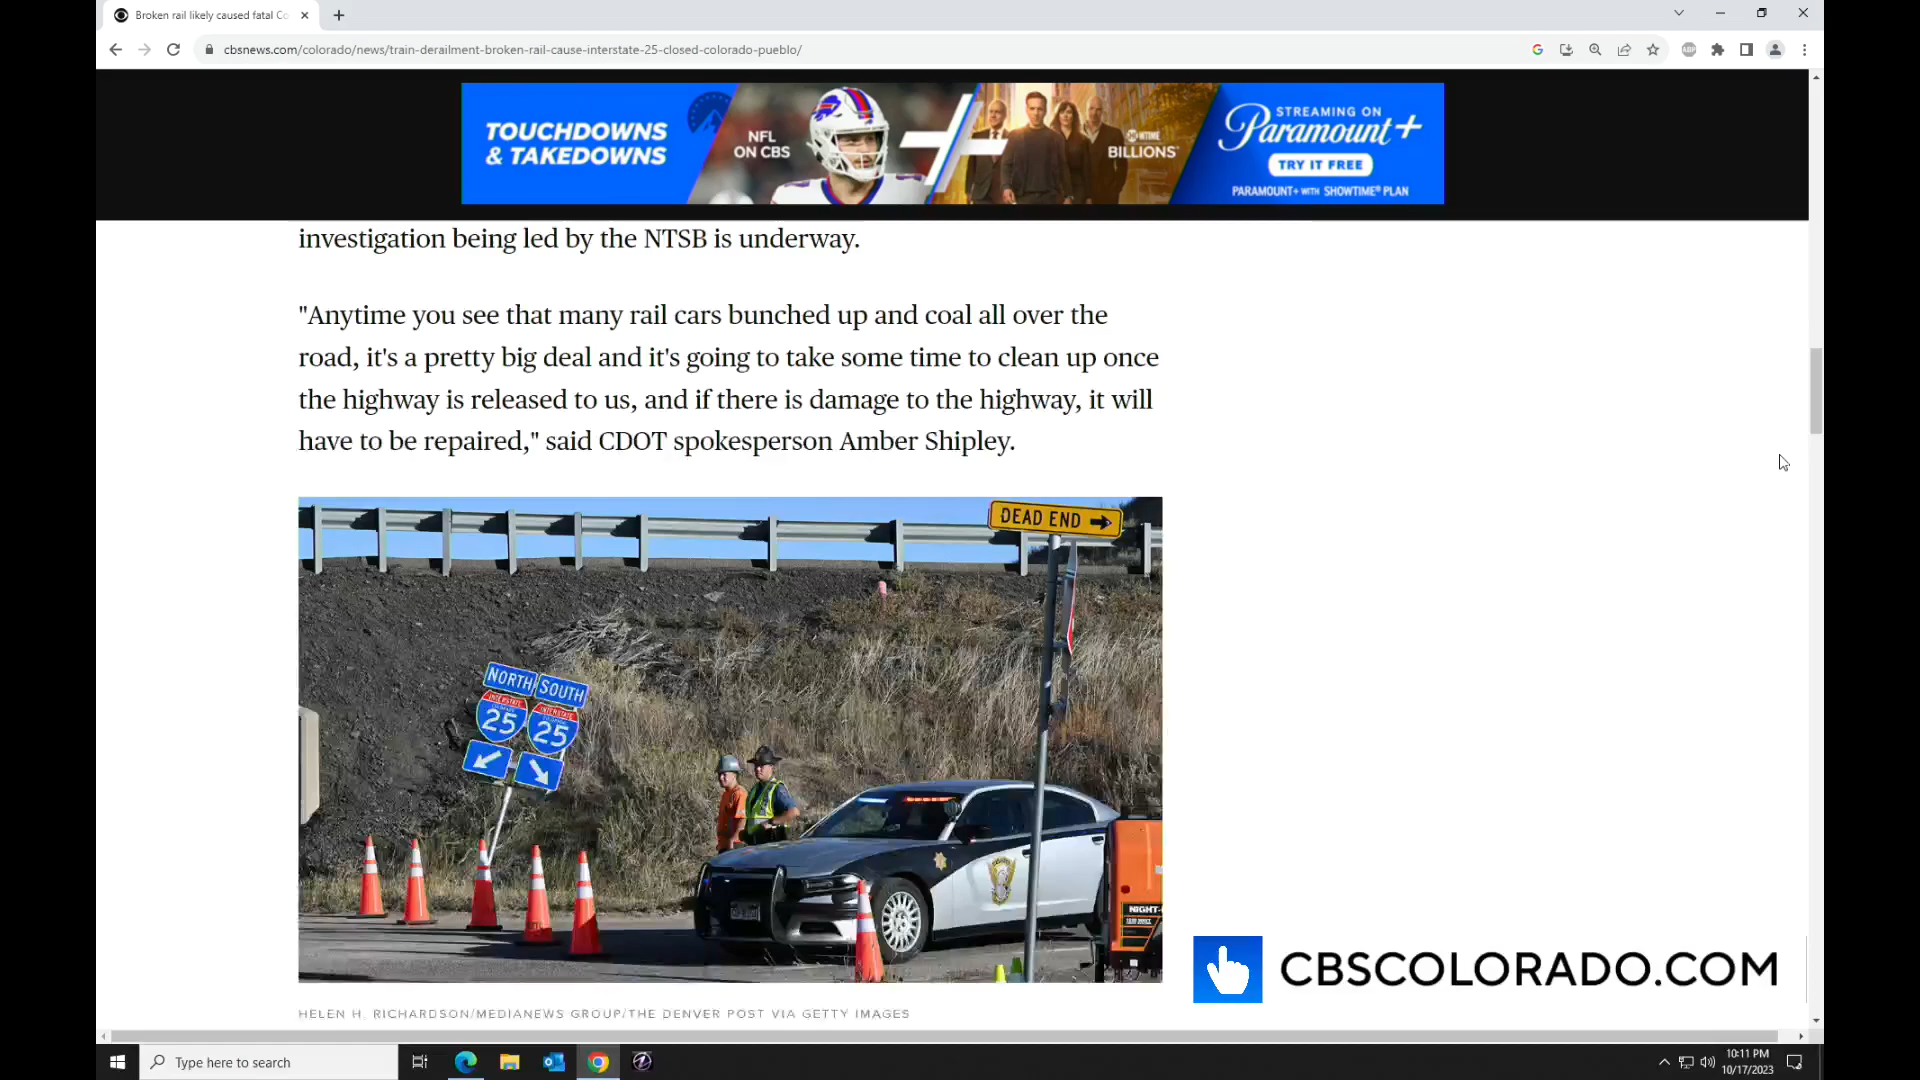 Broken rail likely caused fatal Co
cbsnews.com/colorado/news/train-derailment-broken-rail-cause-interstate-25-closed-colorado-pueblo/
TOUCHDOWNS
& TAKEDOWNS
NFL
ON CBS
SHOWTIME
BILLIONS
STREAMING ON
Paramount+
TRY IT FREE
PARAMOUNT+ WITH SHOWTIME® PLAN
investigation being led by the NTSB is underway.
"Anytime you see that many rail cars bunched up and coal all over the
road, it's a pretty big deal and it's going to take some time to clean up once
the highway is released to us, and if there is damage to the highway, it will
have to be repaired," said CDOT spokesperson Amber Shipley.
DEAD END
NORTH SOUTH
INTERSTATE INTERSTATE
25 25
NIGHT-
CBSCOLORADO.COM
HELEN H. RICHARDSON/MEDIANEWS GROUP/THE DENVER POST VIA GETTY IMAGES
Type here to search
10:11 PM
10/17/2023